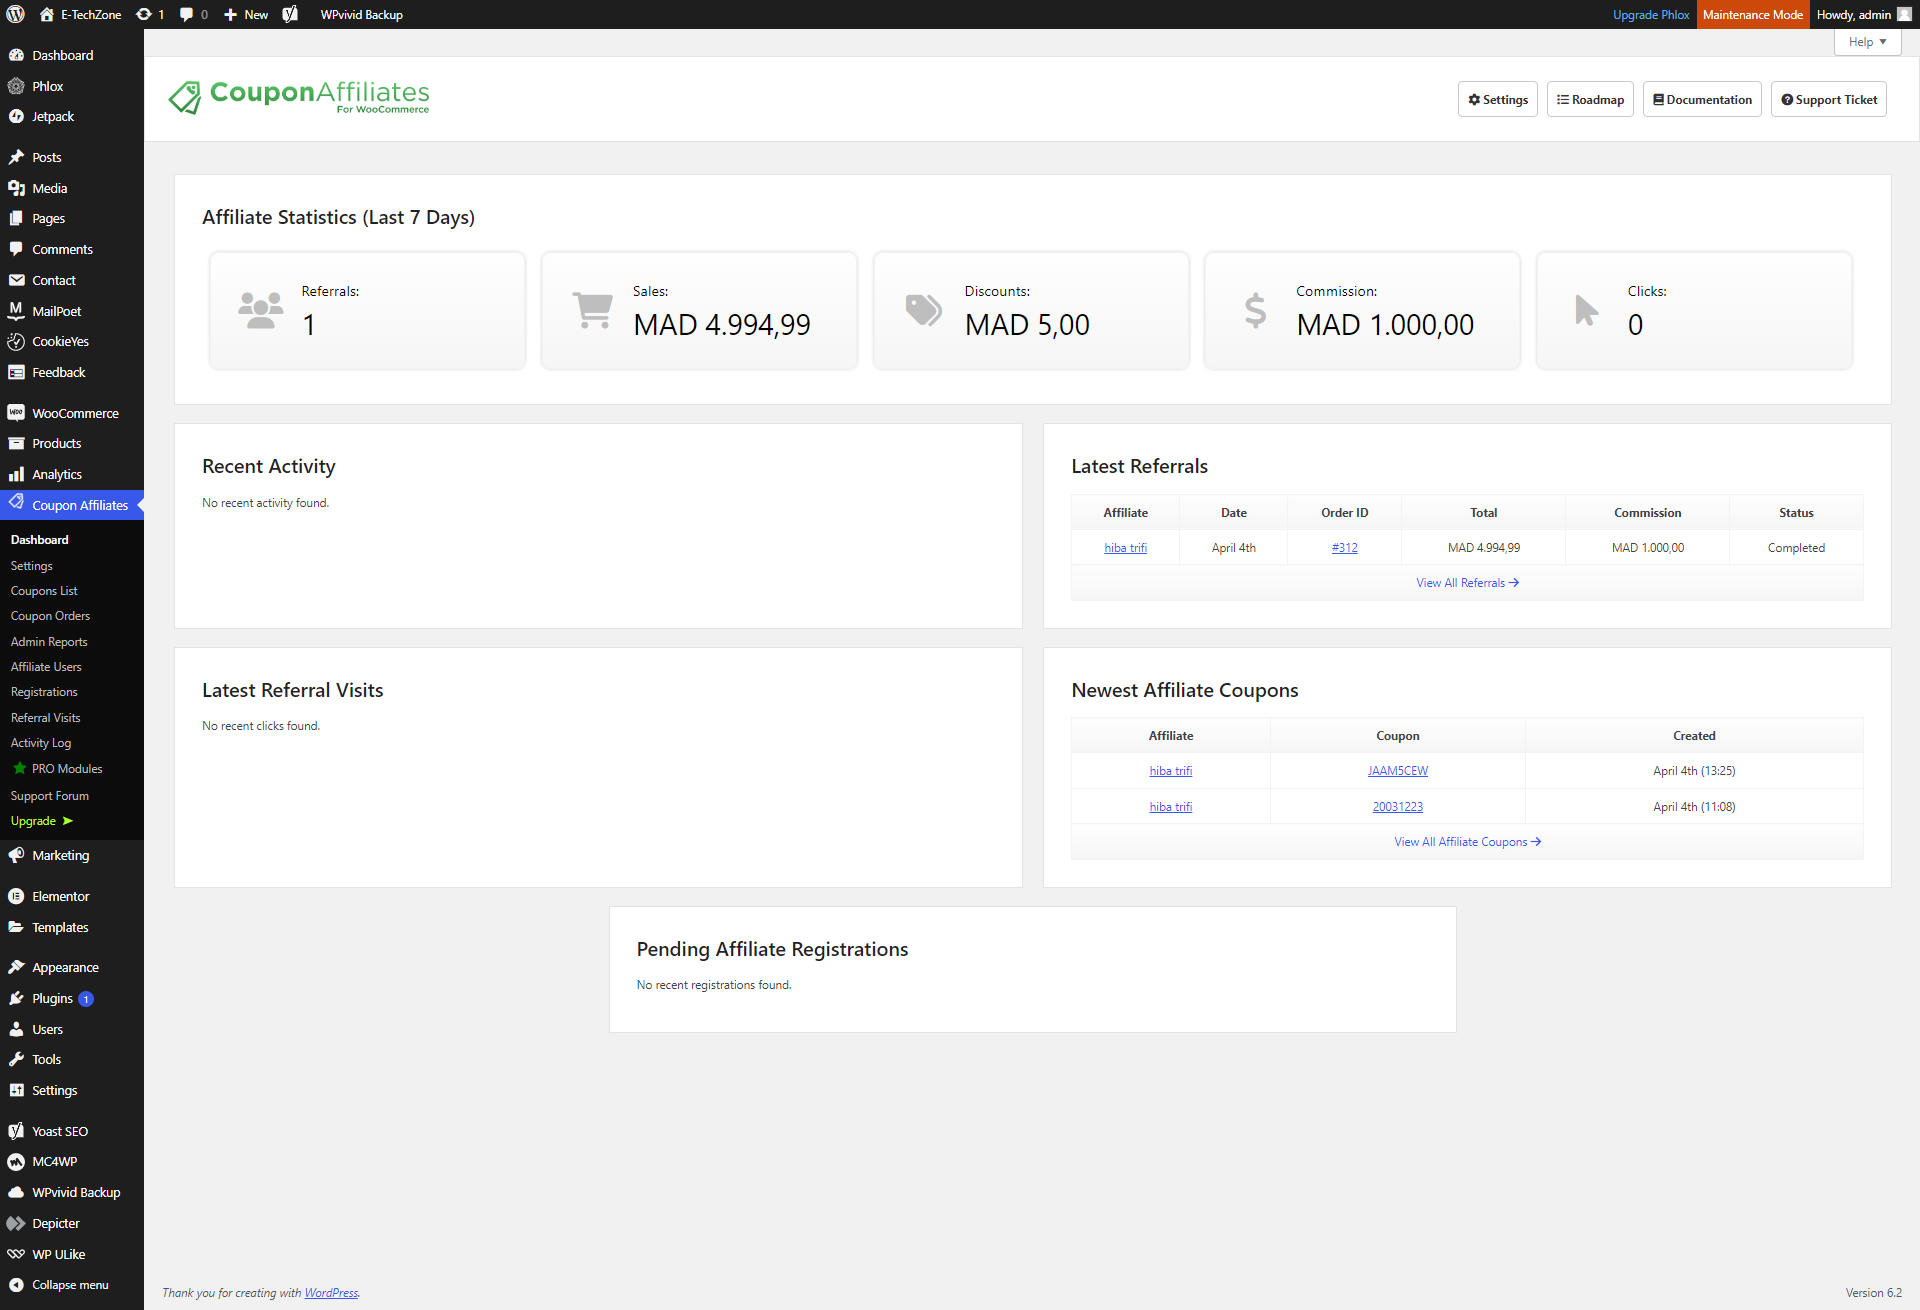 E-TechZone 1 0 New WPvivid Backup Upgrade Phlox Maintenance Mode Howdy, admin
Help
Dashboard
Phlox
Jetpack
Posts
Media
Pages
Comments
Contact
MailPoet
CookieYes
Feedback
WooCommerce
Products
Analytics
Coupon Affiliates
Dashboard
Settings
Coupons List
Coupon Orders
Admin Reports
Affiliate Users
Registrations
Referral Visits
Activity Log
PRO Modules
Support Forum
Upgrade ➤
Marketing
Elementor
Templates
Appearance
Plugins 1
Users
Tools
Settings
Yoast SEO
MC4WP
WPvivid Backup
Depicter
WP ULike
Collapse menu
CouponAffiliates
For WooCommerce
Settings Roadmap Documentation Support Ticket
Affiliate Statistics (Last 7 Days)
Referrals:
1
Sales:
MAD 4.994,99
Discounts:
MAD 5,00
Commission:
MAD 1.000,00
Clicks:
0
Recent Activity
No recent activity found.
Latest Referrals
Affiliate Date Order ID Total Commission Status
hiba trifi April 4th #312 MAD 4.994,99 MAD 1.000,00 Completed
View All Referrals →
Latest Referral Visits
No recent clicks found.
Newest Affiliate Coupons
Affiliate Coupon Created
hiba trifi JAAM5CEW April 4th (13:25)
hiba trifi 20031223 April 4th (11:08)
View All Affiliate Coupons →
Pending Affiliate Registrations
No recent registrations found.
Thank you for creating with WordPress.
Version 6.2